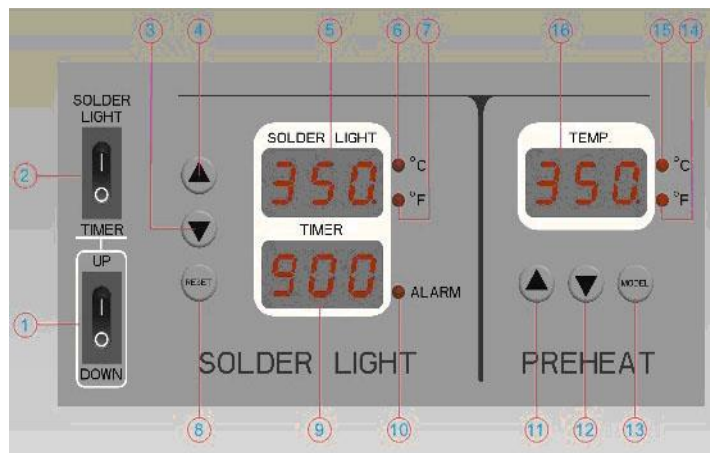 3 4 5 6 7 16 15 14
SOLDER
LIGHT
2
TIMER
UP
1
DOWN
SOLDER LIGHT
350.
°C
°F
TIMER
900
ALARM
RESET
SOLDER LIGHT
TEMP.
350.
°C
°F
MODEL
PREHEAT
8 9 10 11 12 13